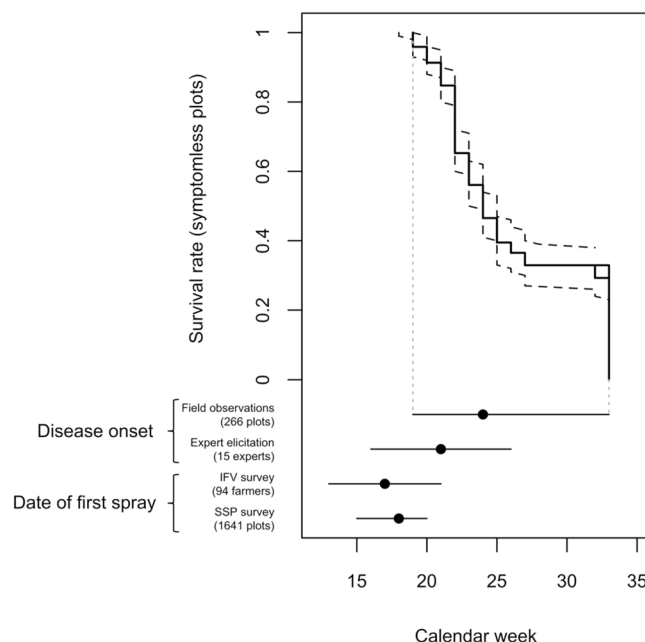 Survival rate (symptomless plots)
1
0.8
0.6
0.4
0.2
0
Disease onset
Field observations
(266 plots)
Expert elicitation
(15 experts)
Date of first spray
IFV survey
(94 farmers)
SSP survey
(1641 plots)
15 20 25 30 35
Calendar week